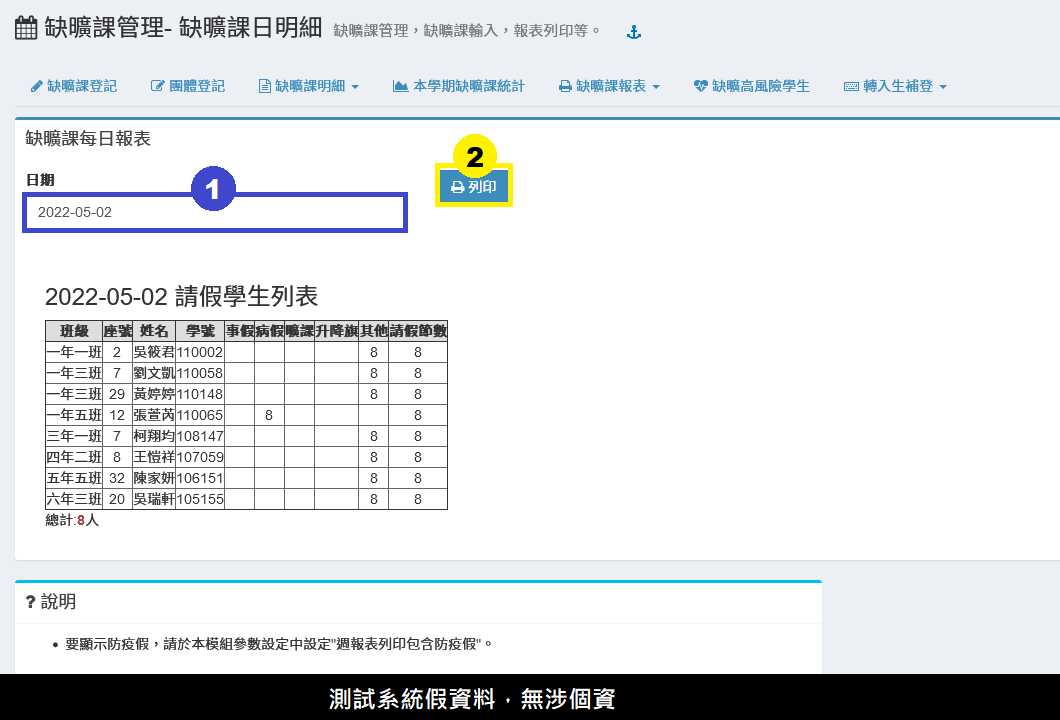 缺曠課管理- 缺曠課日明細 缺曠課管理，缺曠課輸入，報表列印等。
缺曠課登記 團體登記 缺曠課明細 本學期缺曠課統計 缺曠課報表 缺曠高風險學生 轉入生補登
缺曠課每日報表
日期
1
2022-05-02
2
列印
2022-05-02 請假學生列表
班級 座號 姓名 學號 事假 病假 曠課 升降旗 其他 請假節數
一年一班 2 吳筱君 110002 8 8
一年三班 7 劉文凱 110058 8 8
一年三班 29 黃婷婷 110148 8 8
一年五班 12 張萱芮 110065 8 8
三年一班 7 柯翔均 108147 8 8
四年二班 8 王愷祥 107059 8 8
五年五班 32 陳家妍 106151 8 8
六年三班 20 吳瑞軒 105155 8 8
總計:8人
? 說明
• 要顯示防疫假，請於本模組參數設定中設定"週報表列印包含防疫假"。
測試系統假資料，無涉個資